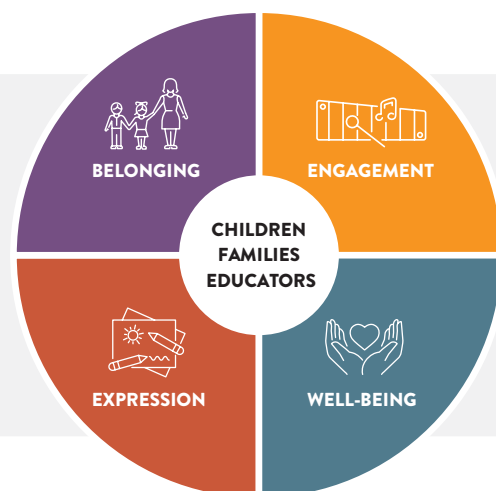 BELONGING
ENGAGEMENT
CHILDREN
FAMILIES
EDUCATORS
EXPRESSION
WELL-BEING